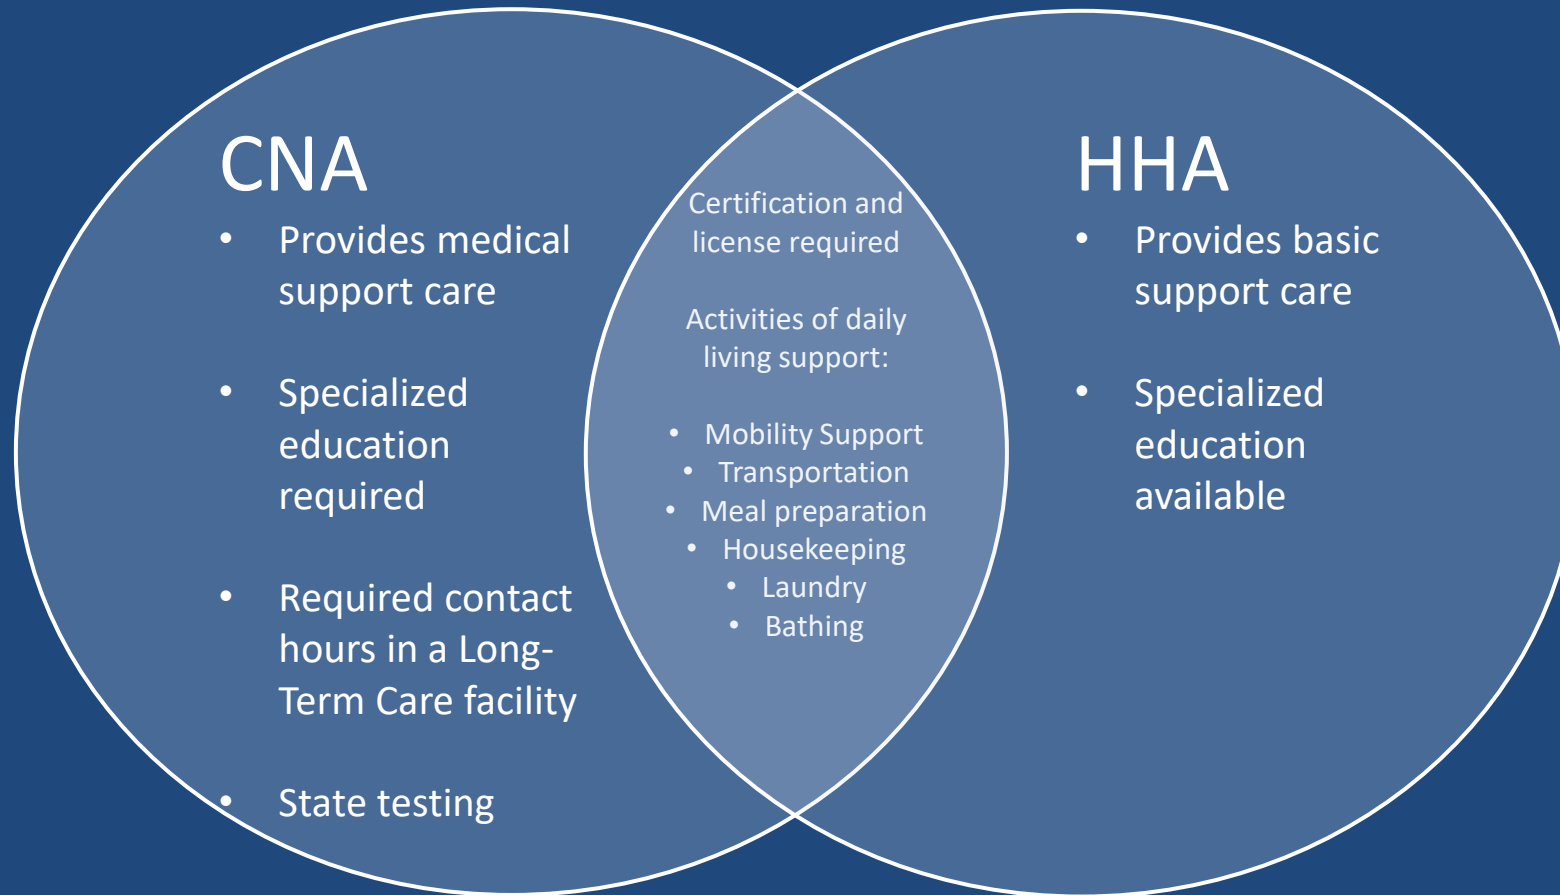 CNA
• Provides medical
support care
• Specialized
education
required
• Required contact
hours in a Long-
Term Care facility
• State testing
Certification and
license required
Activities of daily
living support:
• Mobility Support
• Transportation
• Meal preparation
• Housekeeping
• Laundry
• Bathing
HHA
• Provides basic
support care
• Specialized
education
available